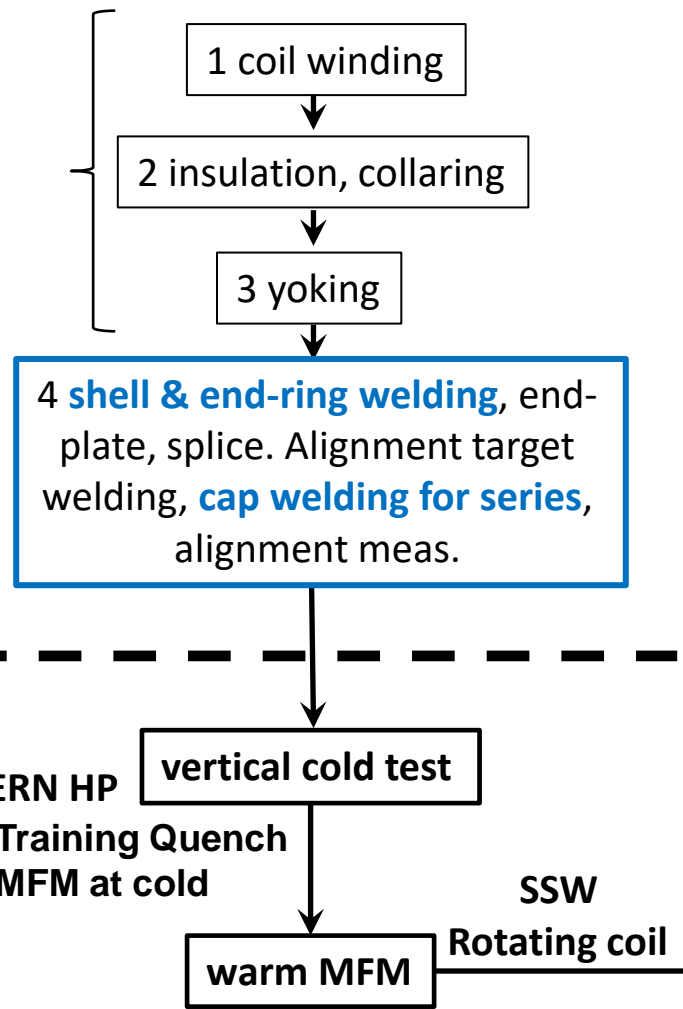 1 coil winding
2 insulation, collaring
3 yoking
4 shell & end-ring welding, end-
plate, splice. Alignment target
welding, cap welding for series,
alignment meas.
vertical cold test
ERN HP
Training Quench
MFM at cold
SSW
Rotating coil
warm MFM